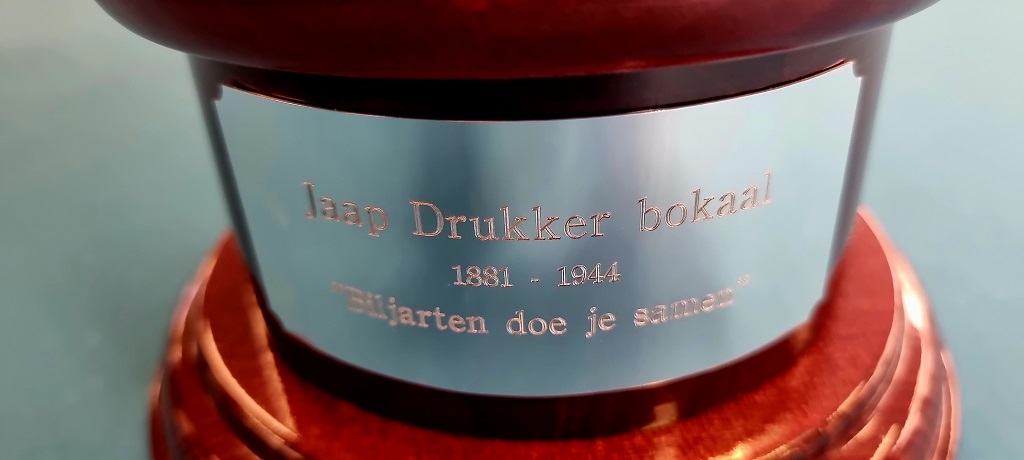 Jaap Drukker bokaal
1881 - 1944
"Biljarten doe je samen"